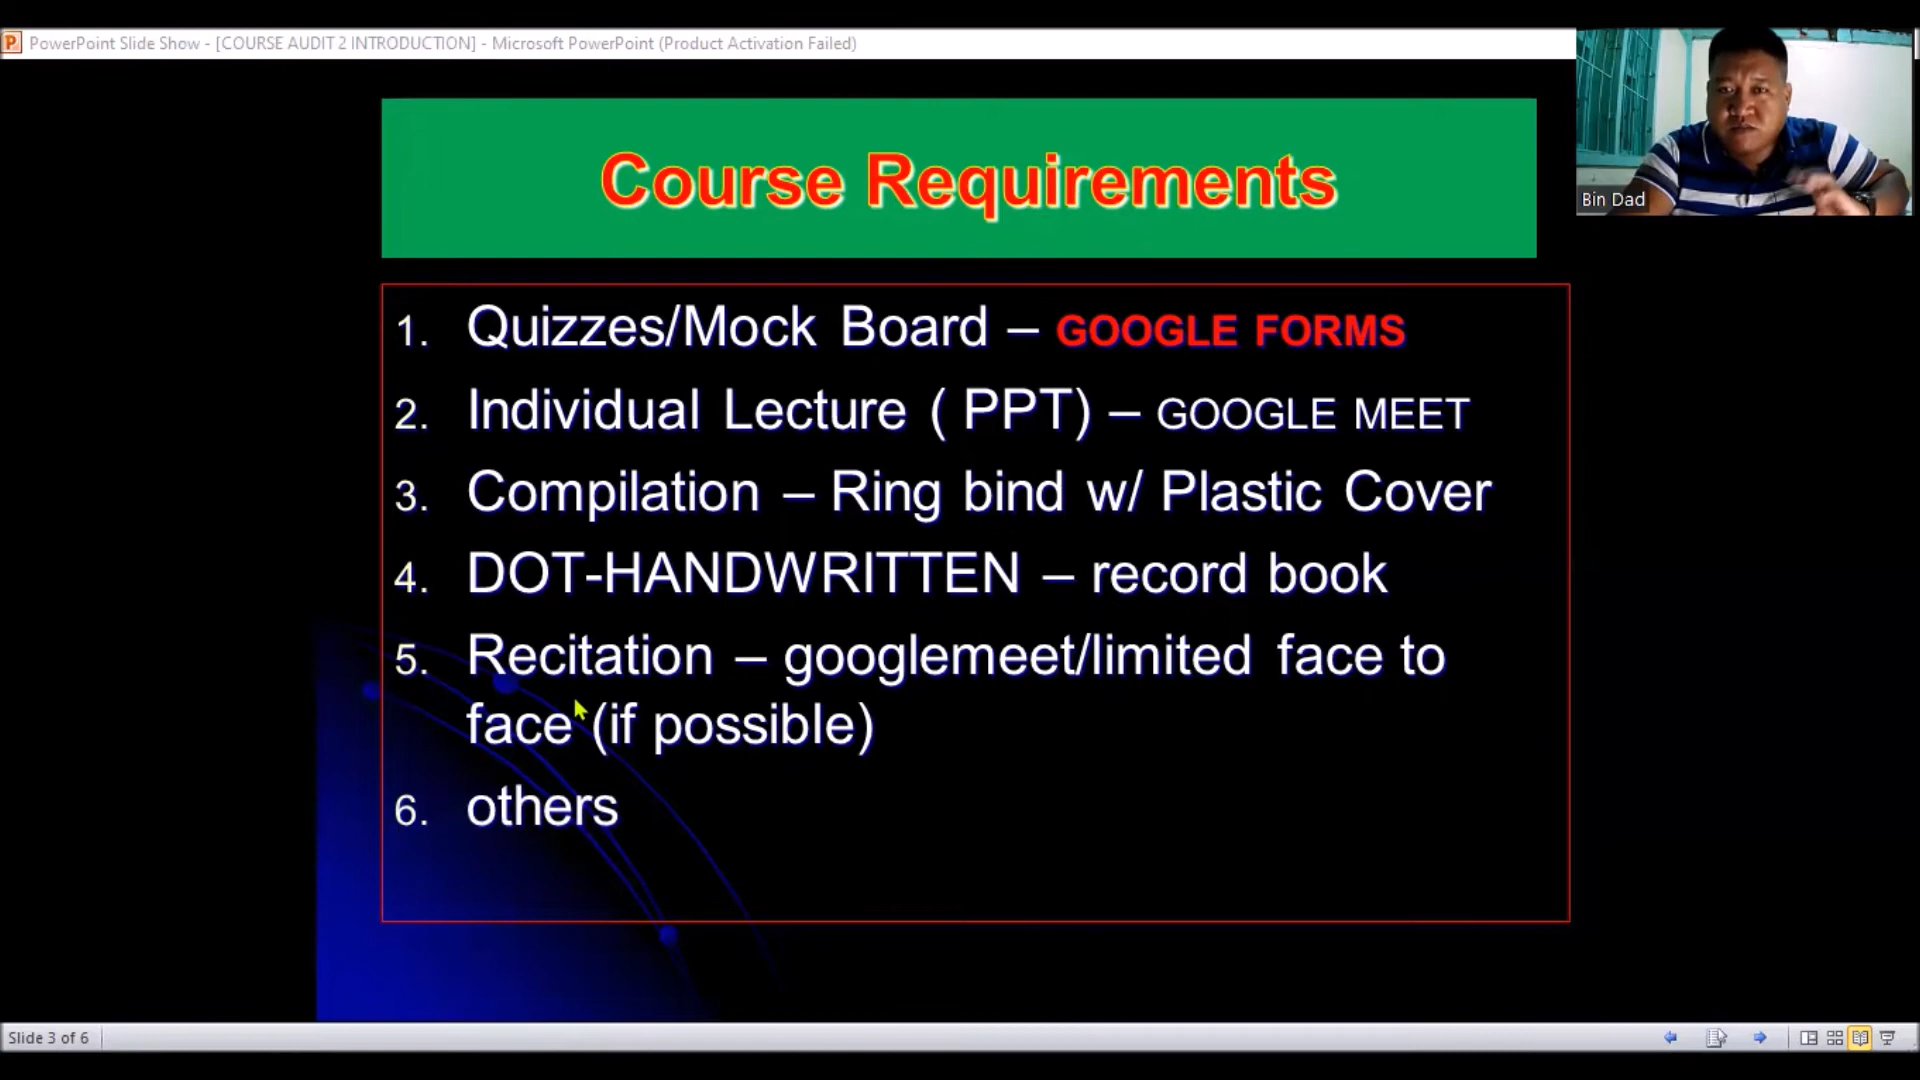 PowerPoint Slide Show - [COURSE AUDIT 2 INTRODUCTION] - Microsoft PowerPoint (Product Activation Failed)
Bin Dad
Course Requirements
1. Quizzes/Mock Board – GOOGLE FORMS
2. Individual Lecture ( PPT) – GOOGLE MEET
3. Compilation – Ring bind w/ Plastic Cover
4. DOT-HANDWRITTEN – record book
5. Recitation – googlemeet/limited face to
face (if possible)
6. others
Slide 3 of 6